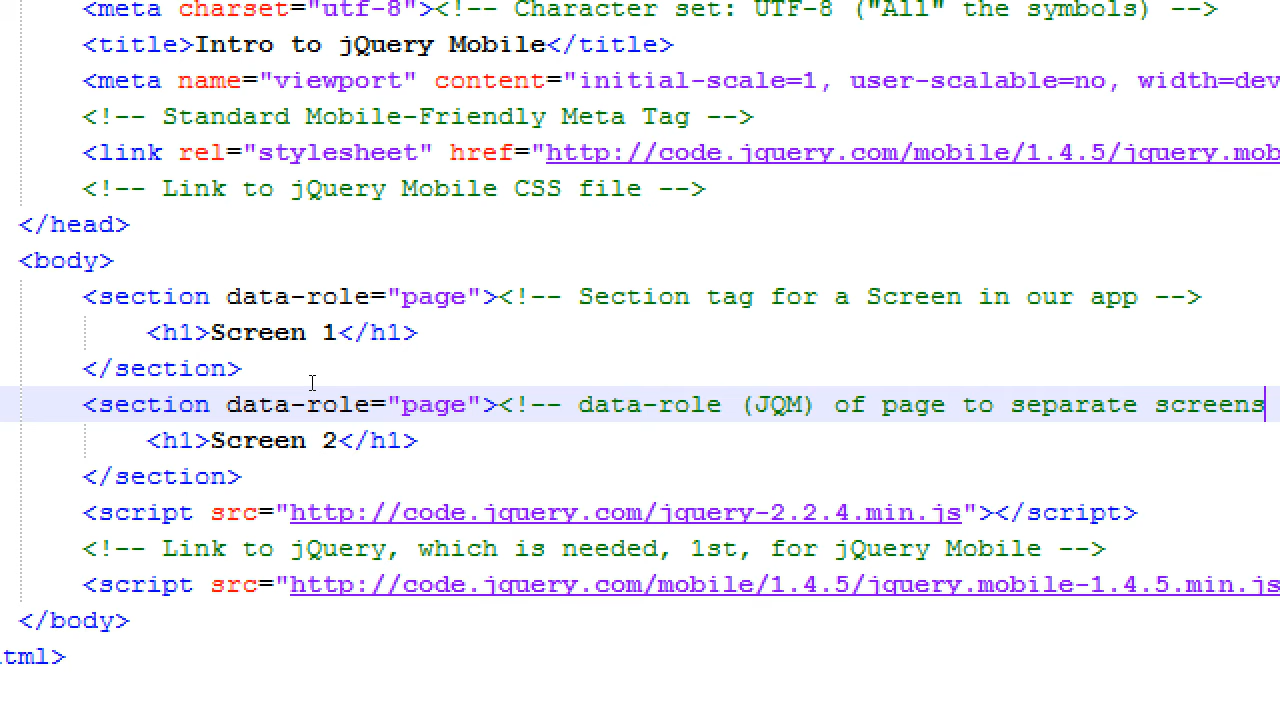 <meta charset="utf-8"><!-- Character set: UTF-8 ("All" the symbols) -->
<title>Intro to jQuery Mobile</title>
<meta name="viewport" content="initial-scale=1, user-scalable=no, width=dev
<!-- Standard Mobile-Friendly Meta Tag -->
<link rel="stylesheet" href="http://code.jquery.com/mobile/1.4.5/jquery.mob
<!-- Link to jQuery Mobile CSS file -->
</head>
<body>
<section data-role="page"><!-- Section tag for a Screen in our app -->
<h1>Screen 1</h1>
</section>
<section data-role="page"><!-- data-role (JQM) of page to separate screens
<h1>Screen 2</h1>
</section>
<script src="http://code.jquery.com/jquery-2.2.4.min.js"></script>
<!-- Link to jQuery, which is needed, 1st, for jQuery Mobile -->
<script src="http://code.jquery.com/mobile/1.4.5/jquery.mobile-1.4.5.min.js
</body>
tml>